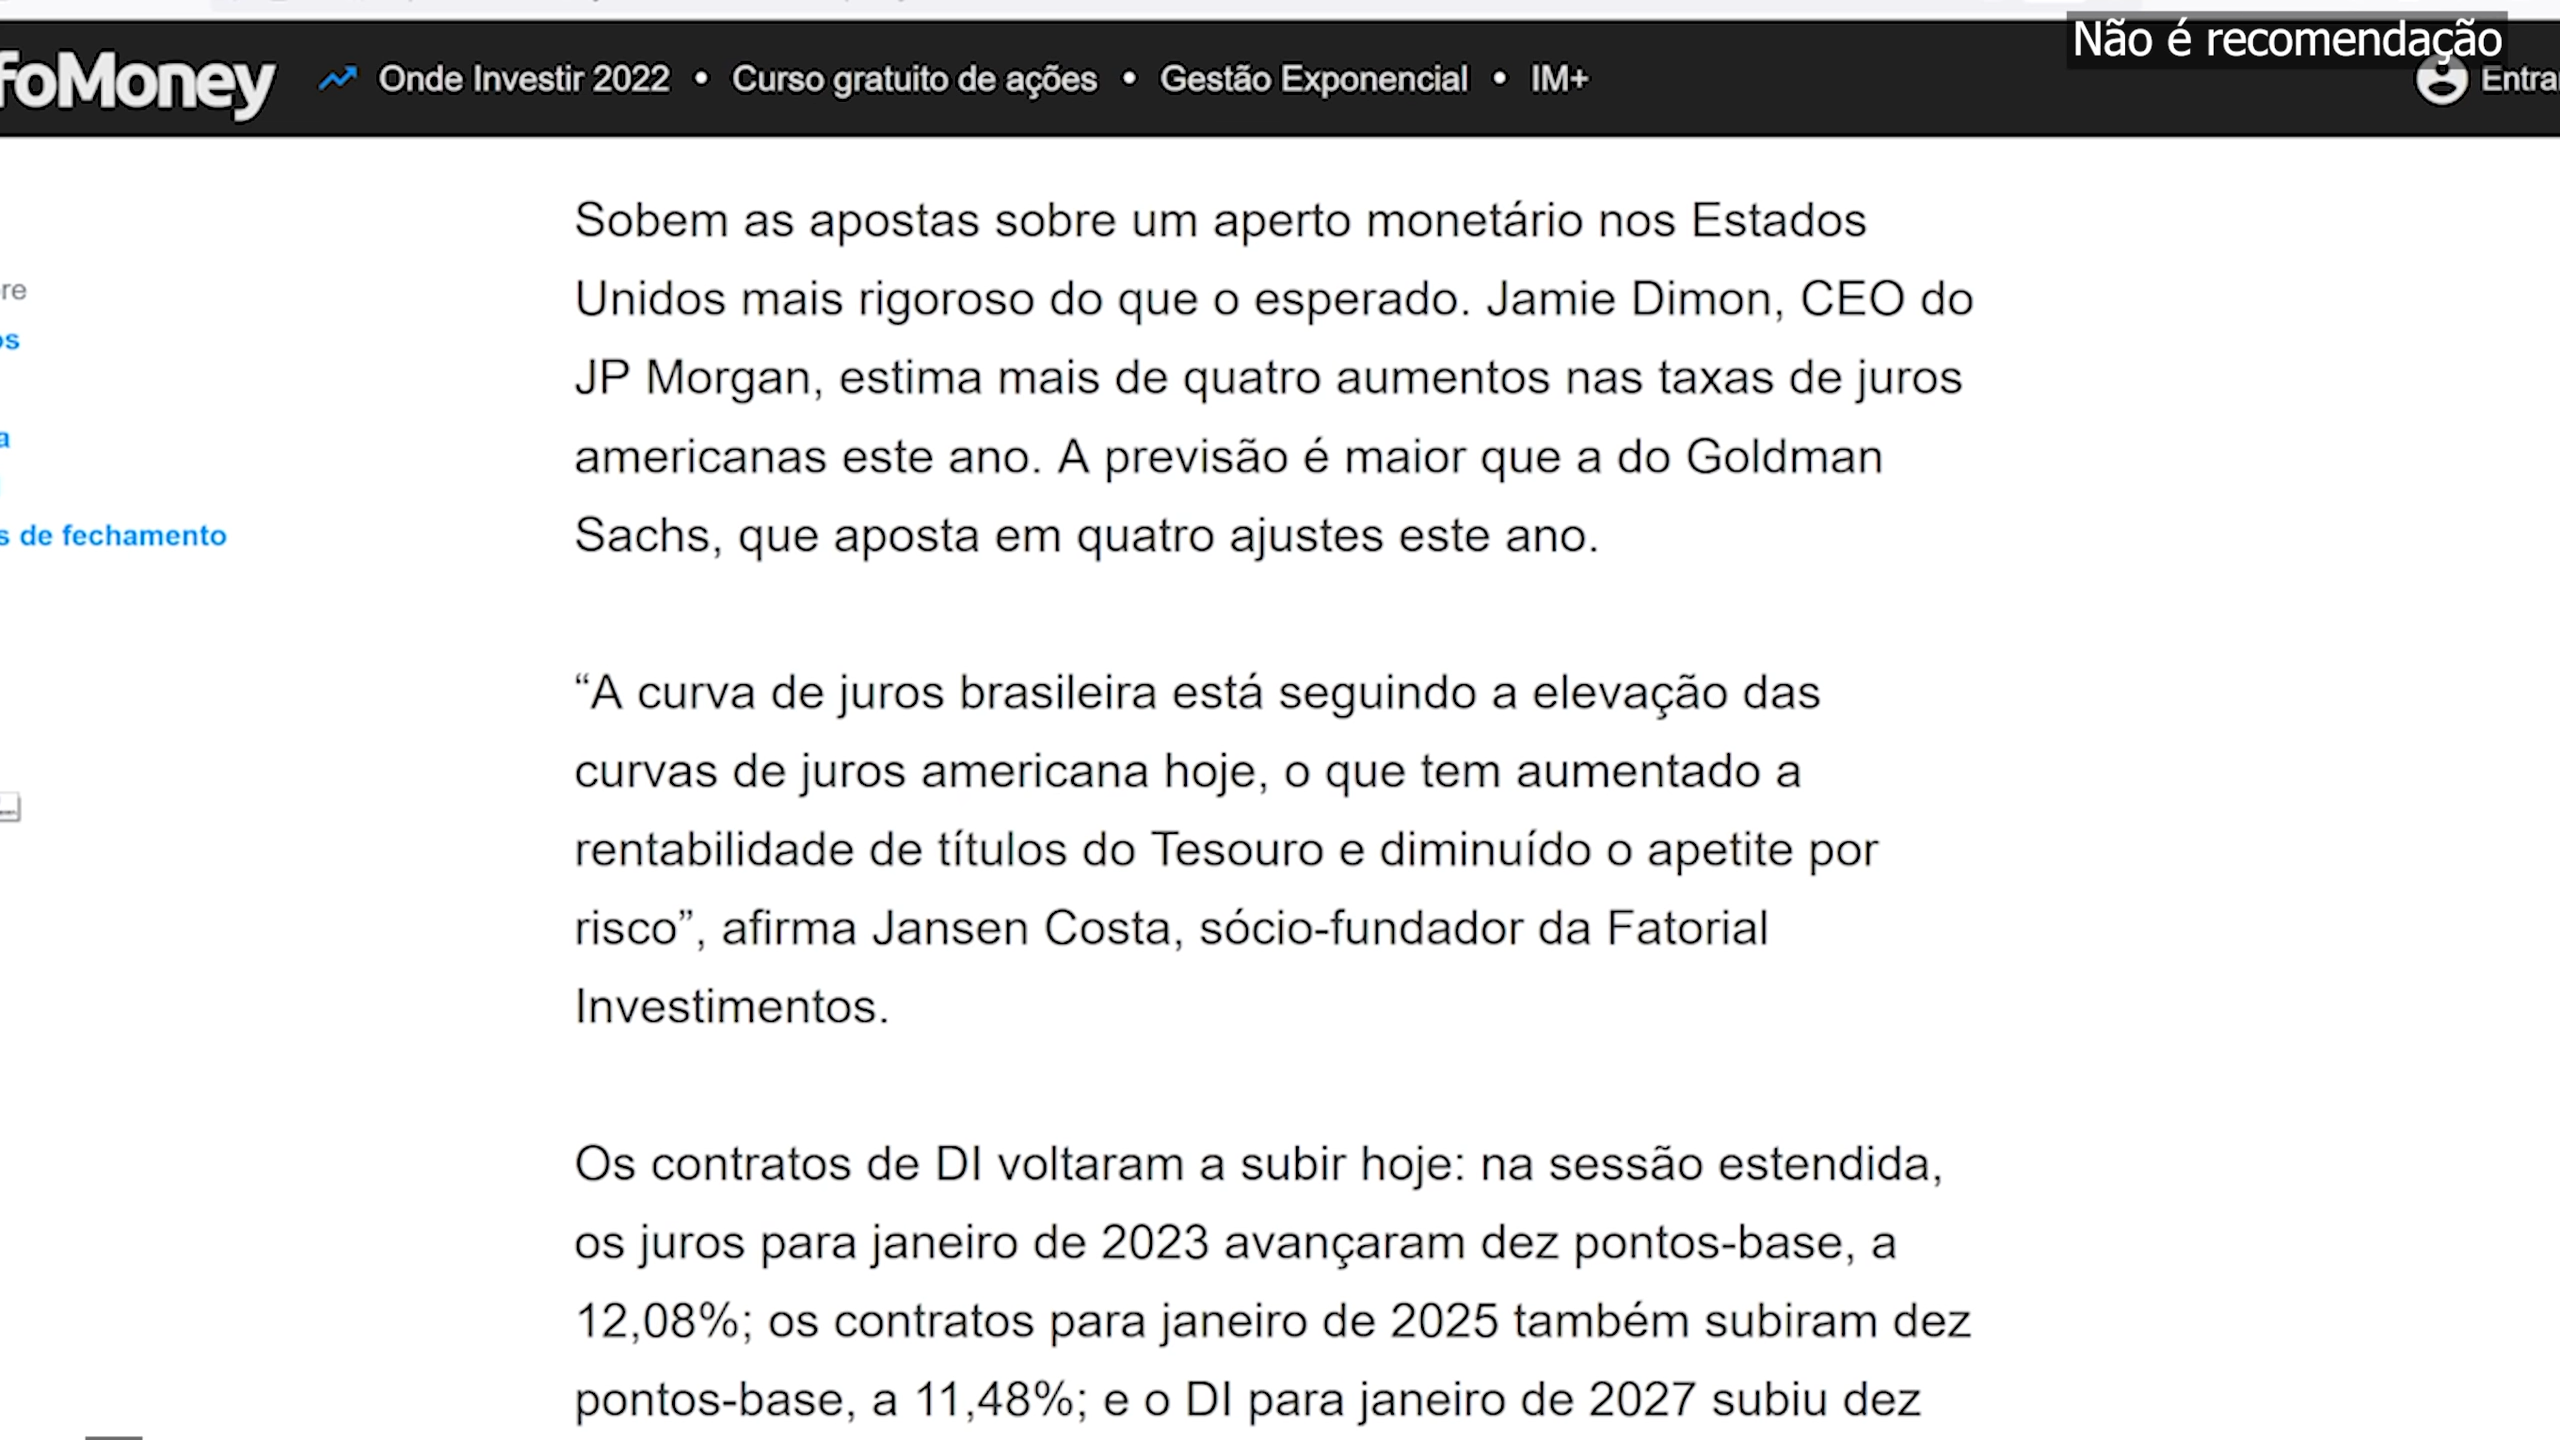 Não é recomendação
foMoney
Onde Investir 2022 • Curso gratuito de ações • Gestão Exponencial • IM+
Entra
Sobem as apostas sobre um aperto monetário nos Estados
Unidos mais rigoroso do que o esperado. Jamie Dimon, CEO do
JP Morgan, estima mais de quatro aumentos nas taxas de juros
americanas este ano. A previsão é maior que a do Goldman
Sachs, que aposta em quatro ajustes este ano.
re
os
a
s de fechamento
“A curva de juros brasileira está seguindo a elevação das
curvas de juros americana hoje, o que tem aumentado a
rentabilidade de títulos do Tesouro e diminuído o apetite por
risco”, afirma Jansen Costa, sócio-fundador da Fatorial
Investimentos.
Os contratos de DI voltaram a subir hoje: na sessão estendida,
os juros para janeiro de 2023 avançaram dez pontos-base, a
12,08%; os contratos para janeiro de 2025 também subiram dez
pontos-base, a 11,48%; e o DI para janeiro de 2027 subiu dez